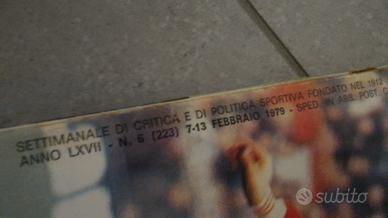 SETTIMANALE DI CRITICA E DI POLITICA SPORTIVA FONDATO NEL 1912
ANNO LXVII - N. 6 (223) 7-13 FEBBRAIO 1979 - SPED. IN ABB. POST.
subito